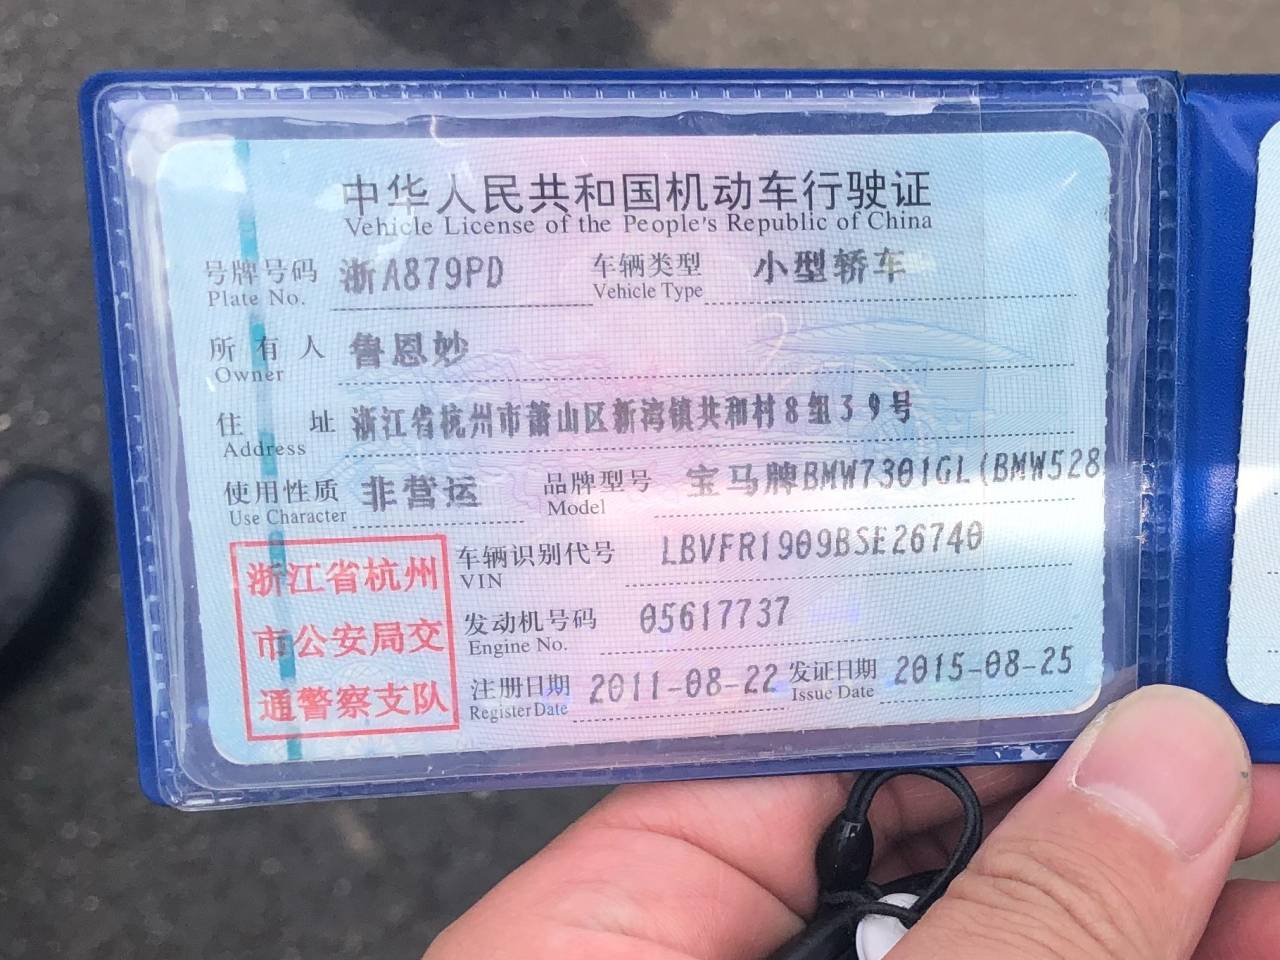 中华人民共和国机动车行驶证
Vehicle License of the People's Republic of China
号牌号码 浙A879PD 车辆类型 小型轿车
Plate No. Vehicle Type
所有人 鲁恩妙
Owner
住址 浙江省杭州市萧山区新湾镇共和村8组39号
Address
使用性质 非营运 品牌型号 宝马牌BMW7301GL(BMW528
Use Character Model
浙江省杭州
市公安局交
通警察支队
车辆识别代号 LBVFR1909BSE26740
VIN
发动机号码 05617737
Engine No.
注册日期 2011-08-22 发证日期 2015-08-25
Register Date Issue Date